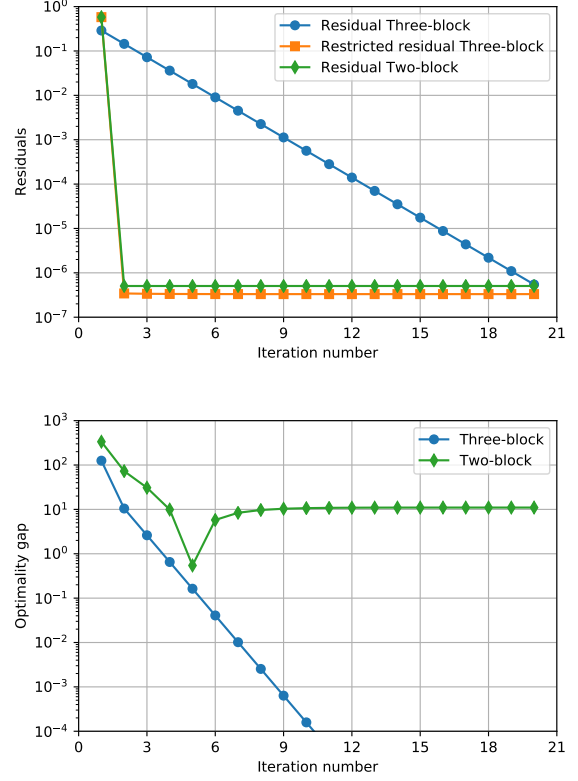 10^0
10^-1
10^-2
10^-3
10^-4
10^-5
10^-6
10^-7
Residuals
Residual Three-block
Restricted residual Three-block
Residual Two-block
0 3 6 9 12 15 18 21
Iteration number
10^3
10^2
10^1
10^0
10^-1
10^-2
10^-3
10^-4
Optimality gap
Three-block
Two-block
0 3 6 9 12 15 18 21
Iteration number